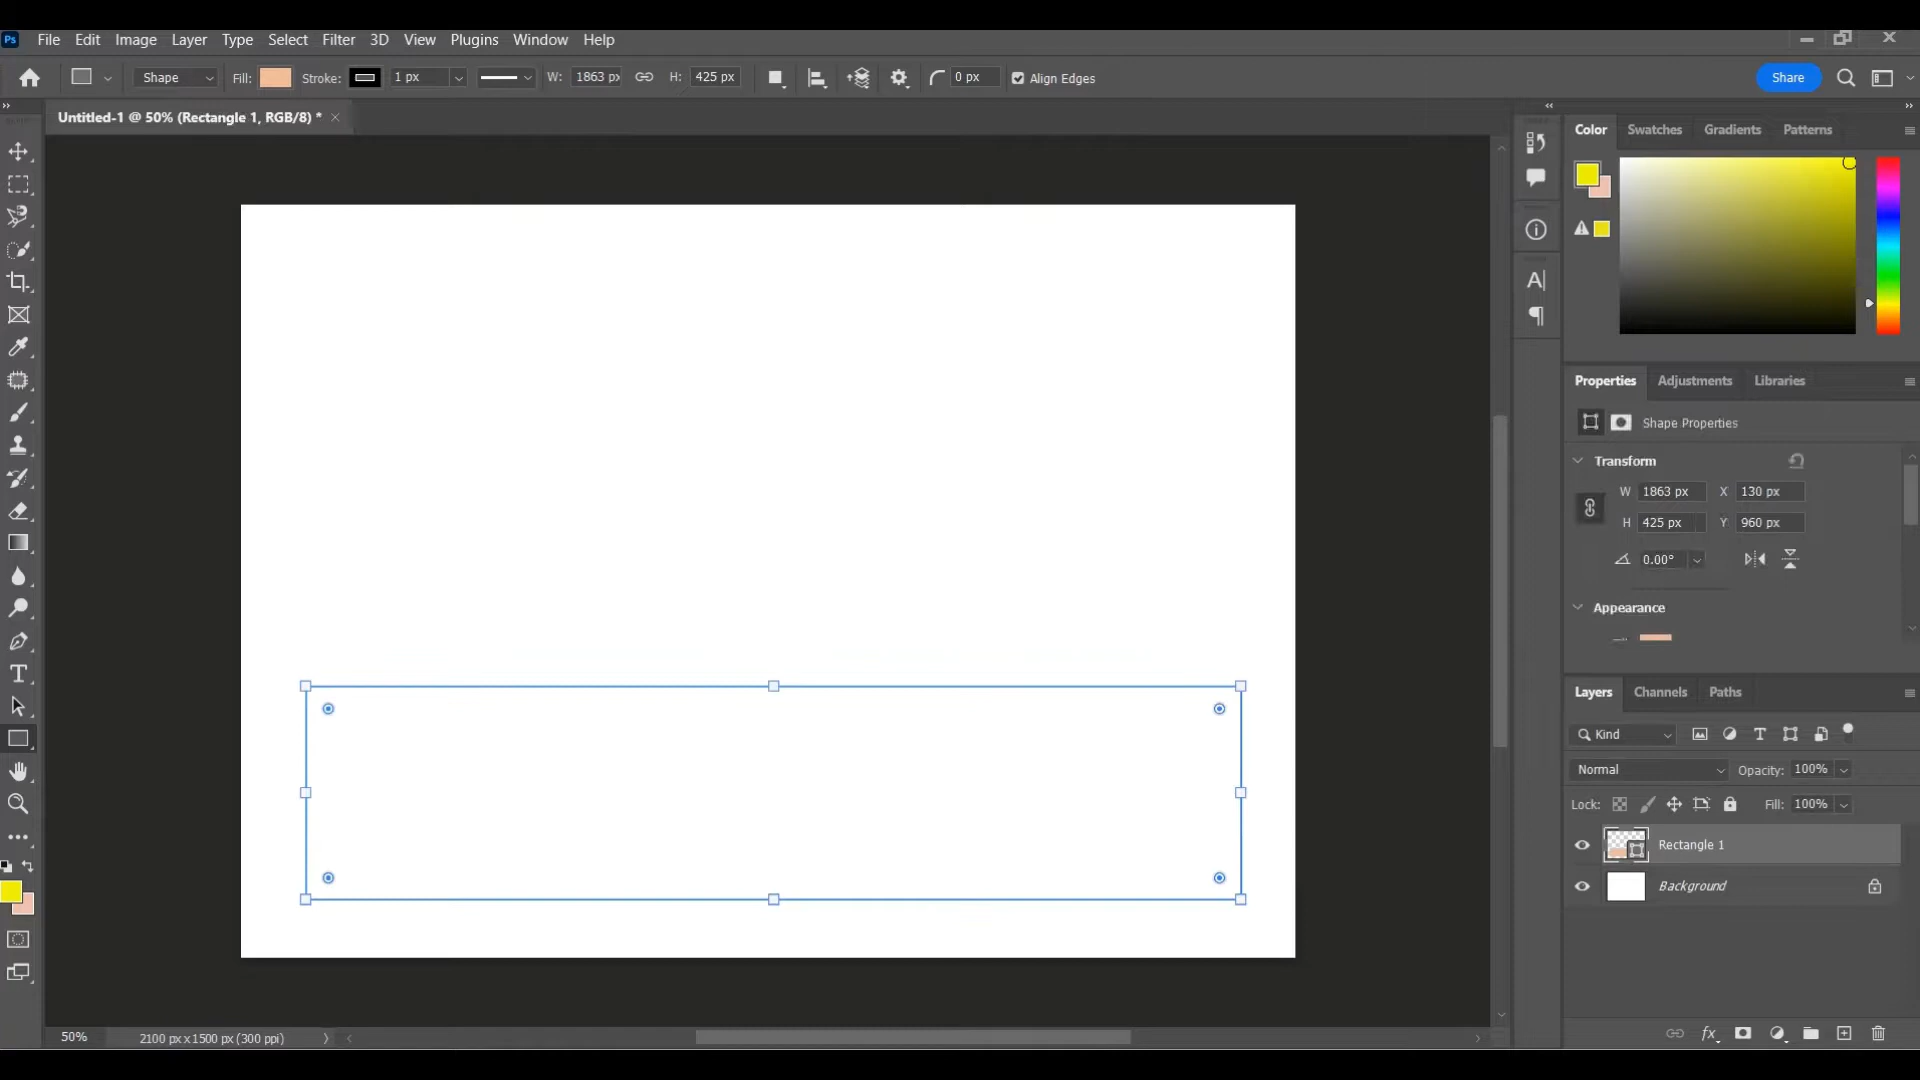 Ps File Edit Image Layer Type Select Filter 3D View Plugins Window Help
Shape Fill: Stroke: 1 px W: 1863 px H: 425 px 0 px Align Edges Share
Untitled-1 @ 50% (Rectangle 1, RGB/8) * ×
Color Swatches Gradients Patterns
Properties Adjustments Libraries
Shape Properties
Transform
W 1863 px X 130 px
H 425 px Y 960 px
0.00°
Appearance
Layers Channels Paths
Kind
Normal Opacity: 100%
Lock: Fill: 100%
Rectangle 1
Background
fx
50% 2100 px x 1500 px (300 ppi)